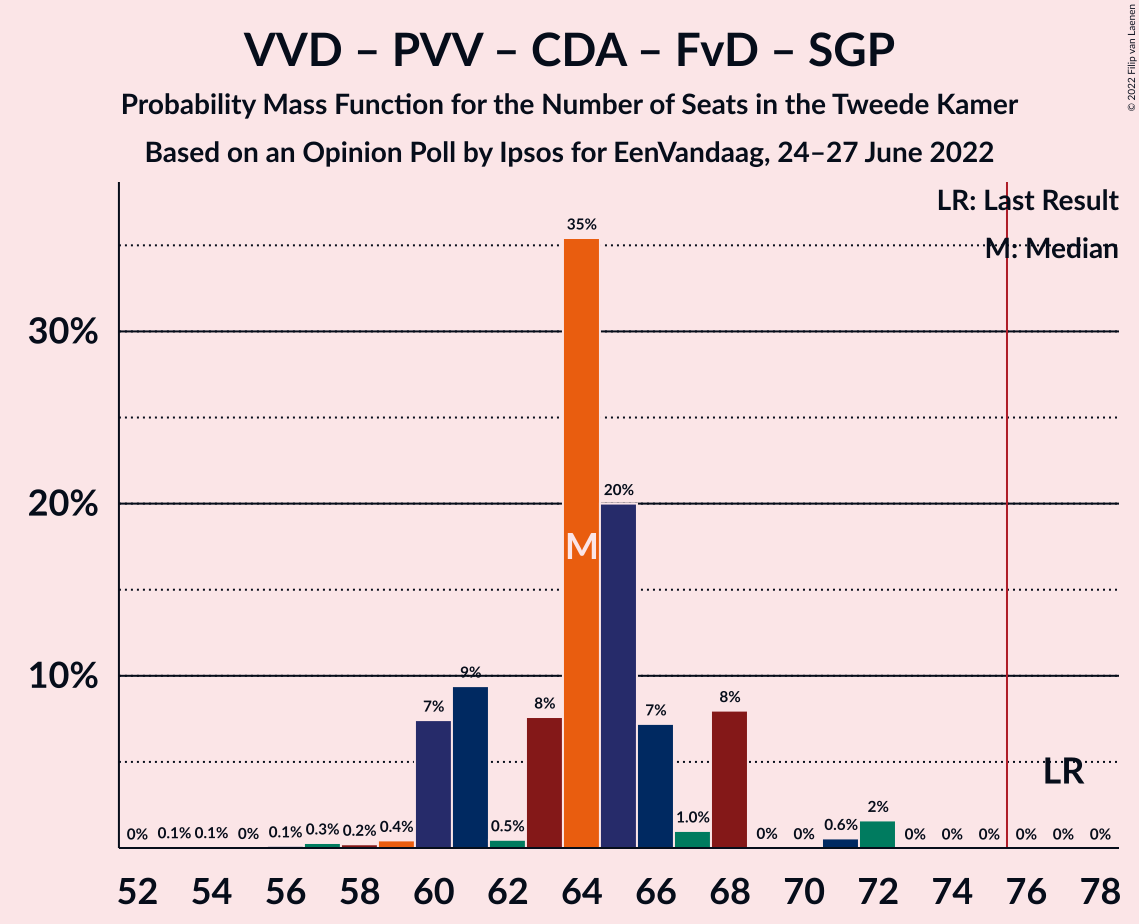 VVD – PVV – CDA – FvD – SGP
Probability Mass Function for the Number of Seats in the Tweede Kamer
Based on an Opinion Poll by Ipsos for EenVandaag, 24–27 June 2022
© 2022 Filip van Laenen
LR: Last Result
M: Median
35%
30%
20%
20%
M
10%
9%
8%
8%
7%
7%
LR
2%
1.0%
0.6%
0.5%
0.4%
0% 0.1% 0.1% 0% 0.1% 0.3% 0.2% 0% 0% 0% 0% 0% 0% 0% 0%
52 54 56 58 60 62 64 66 68 70 72 74 76 78